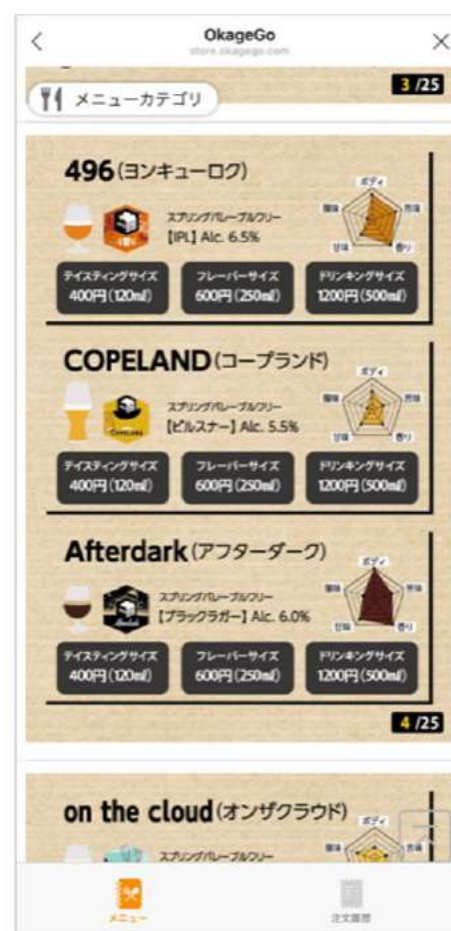 OkageGo
store.okagego.com
3 /25
メニューカテゴリ
496(ヨンキューロク)
スプリングバレーブルワリー
【IPL】Alc. 6.5%
ボディ
酸味
苦味
甘味
香り
テイスティングサイズ
400円(120㎖)
フレーバーサイズ
600円(250㎖)
ドリンキングサイズ
1200円(500㎖)
COPELAND(コープランド)
スプリングバレーブルワリー
【ピルスナー】Alc. 5.5%
COPELAND
ボディ
酸味
苦味
甘味
香り
テイスティングサイズ
400円(120㎖)
フレーバーサイズ
600円(250㎖)
ドリンキングサイズ
1200円(500㎖)
Afterdark(アフターダーク)
スプリングバレーブルワリー
【ブラックラガー】Alc. 6.0%
Afterdark
ボディ
酸味
苦味
甘味
香り
テイスティングサイズ
400円(120㎖)
フレーバーサイズ
600円(250㎖)
ドリンキングサイズ
1200円(500㎖)
4 /25
on the cloud(オンザクラウド)
スプリングバレーブルワリー
ボディ
酸味
苦味
メニュー
注文履歴